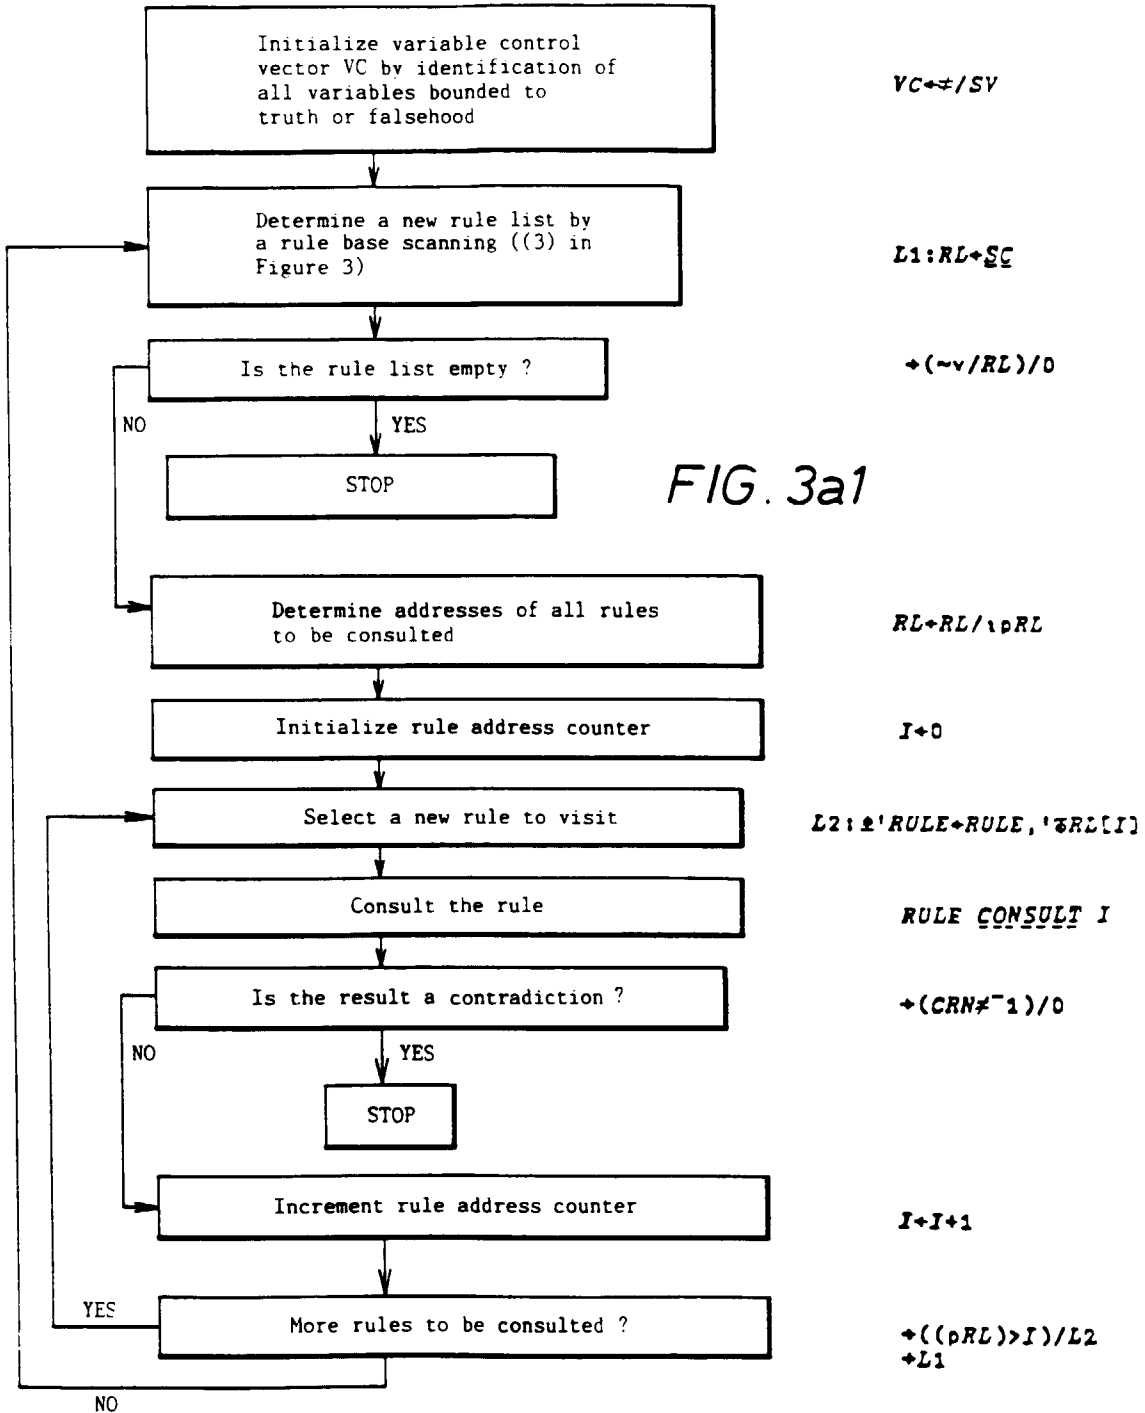 Initialize variable control
vector VC by identification of
all variables bounded to
truth or falsehood
VC←≠/SV
Determine a new rule list by
a rule base scanning ((3) in
Figure 3)
L1:RL←SC
Is the rule list empty ?
→(~∨/RL)/0
NO
YES
STOP
FIG. 3a1
Determine addresses of all rules
to be consulted
RL←RL/⍳⍴RL
Initialize rule address counter
I←0
Select a new rule to visit
L2:⍎'RULE←RULE,'⍕RL[I]
Consult the rule
RULE CONSULT I
Is the result a contradiction ?
→(CRN≠¯1)/0
NO
YES
STOP
Increment rule address counter
I←I+1
YES
More rules to be consulted ?
→((⍴RL)>I)/L2
→L1
NO